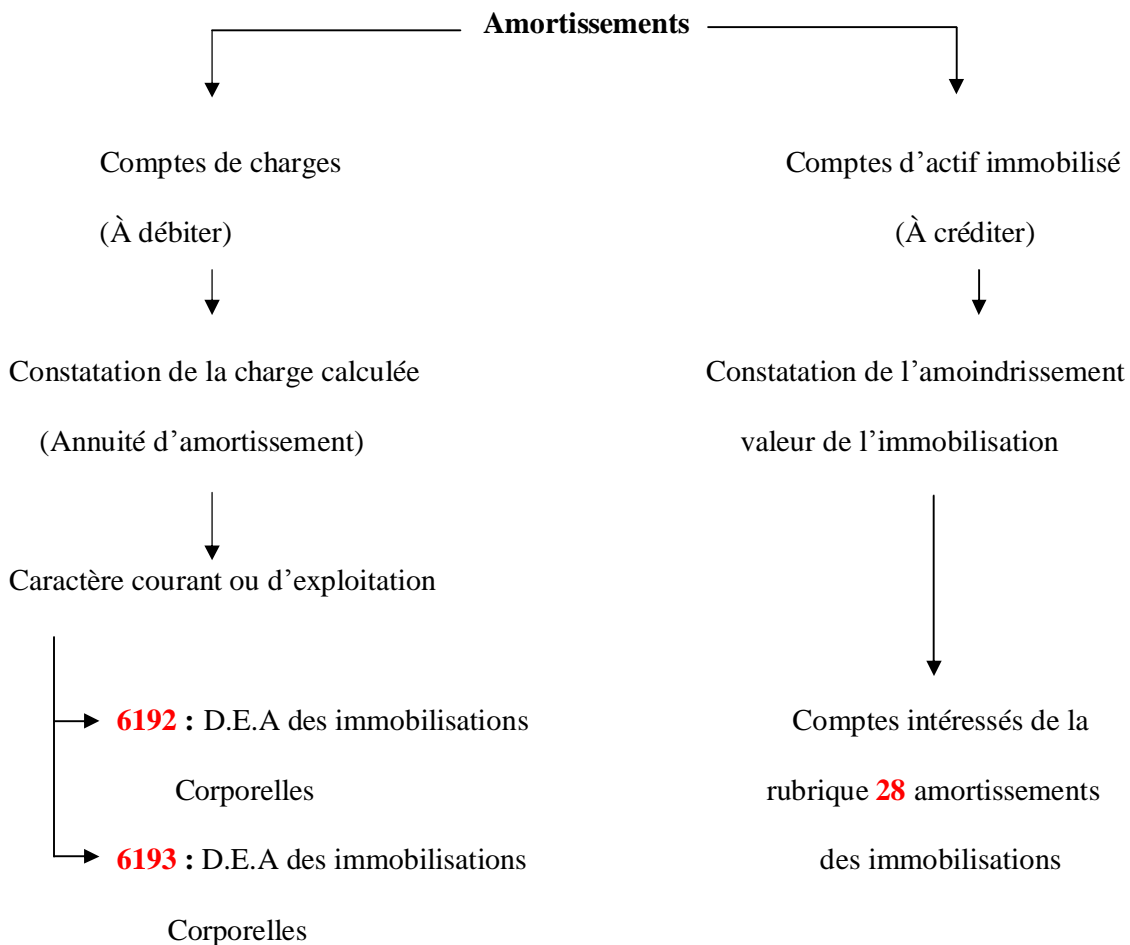 Amortissements
Comptes de charges
(À débiter)
Constatation de la charge calculée
(Annuité d’amortissement)
Caractère courant ou d’exploitation
6192 : D.E.A des immobilisations
Corporelles
6193 : D.E.A des immobilisations
Corporelles
Comptes d’actif immobilisé
(À créditer)
Constatation de l’amoindrissement
valeur de l’immobilisation
Comptes intéressés de la
rubrique 28 amortissements
des immobilisations